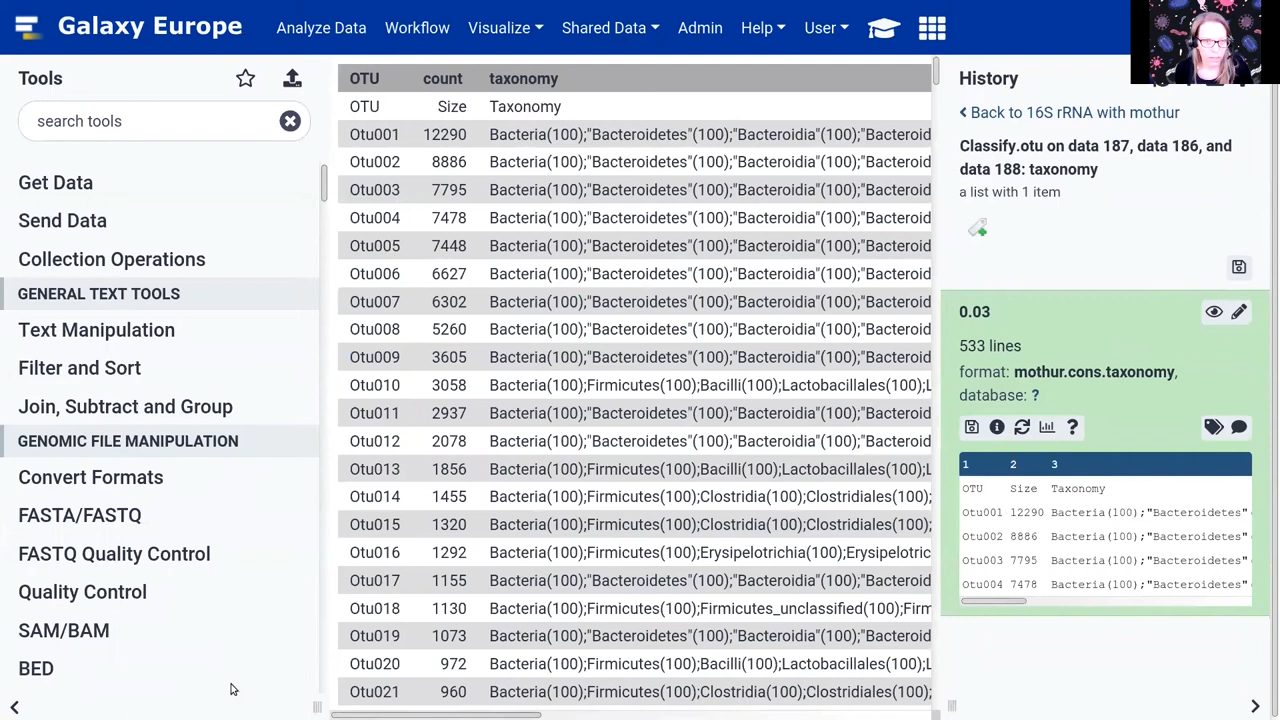 Galaxy Europe
Analyze Data Workflow Visualize Shared Data Admin Help User
Tools
search tools
Get Data
Send Data
Collection Operations
GENERAL TEXT TOOLS
Text Manipulation
Filter and Sort
Join, Subtract and Group
GENOMIC FILE MANIPULATION
Convert Formats
FASTA/FASTQ
FASTQ Quality Control
Quality Control
SAM/BAM
BED
OTU count taxonomy
OTU Size Taxonomy
Otu001 12290 Bacteria(100);"Bacteroidetes"(100);"Bacteroidia"(100);"Bacteroid
Otu002 8886 Bacteria(100);"Bacteroidetes"(100);"Bacteroidia"(100);"Bacteroid
Otu003 7795 Bacteria(100);"Bacteroidetes"(100);"Bacteroidia"(100);"Bacteroid
Otu004 7478 Bacteria(100);"Bacteroidetes"(100);"Bacteroidia"(100);"Bacteroid
Otu005 7448 Bacteria(100);"Bacteroidetes"(100);"Bacteroidia"(100);"Bacteroid
Otu006 6627 Bacteria(100);"Bacteroidetes"(100);"Bacteroidia"(100);"Bacteroid
Otu007 6302 Bacteria(100);"Bacteroidetes"(100);"Bacteroidia"(100);"Bacteroid
Otu008 5260 Bacteria(100);"Bacteroidetes"(100);"Bacteroidia"(100);"Bacteroid
Otu009 3605 Bacteria(100);"Bacteroidetes"(100);"Bacteroidia"(100);"Bacteroid
Otu010 3058 Bacteria(100);Firmicutes(100);Bacilli(100);Lactobacillales(100);L
Otu011 2937 Bacteria(100);"Bacteroidetes"(100);"Bacteroidia"(100);"Bacteroid
Otu012 2078 Bacteria(100);"Bacteroidetes"(100);"Bacteroidia"(100);"Bacteroid
Otu013 1856 Bacteria(100);Firmicutes(100);Bacilli(100);Lactobacillales(100);L
Otu014 1455 Bacteria(100);Firmicutes(100);Clostridia(100);Clostridiales(100);
Otu015 1320 Bacteria(100);Firmicutes(100);Clostridia(100);Clostridiales(100);
Otu016 1292 Bacteria(100);Firmicutes(100);Erysipelotrichia(100);Erysipelotric
Otu017 1155 Bacteria(100);"Bacteroidetes"(100);"Bacteroidia"(100);"Bacteroid
Otu018 1130 Bacteria(100);Firmicutes(100);Firmicutes_unclassified(100);Firm
Otu019 1073 Bacteria(100);"Bacteroidetes"(100);"Bacteroidia"(100);"Bacteroid
Otu020 972 Bacteria(100);Firmicutes(100);Bacilli(100);Lactobacillales(100);L
Otu021 960 Bacteria(100);Firmicutes(100);Clostridia(100);Clostridiales(100);
History
Back to 16S rRNA with mothur
Classify.otu on data 187, data 186, and
data 188: taxonomy
a list with 1 item
0.03
533 lines
format: mothur.cons.taxonomy,
database: ?
1 2 3
OTU Size Taxonomy
Otu001 12290 Bacteria(100);"Bacteroidetes"
Otu002 8886 Bacteria(100);"Bacteroidetes"
Otu003 7795 Bacteria(100);"Bacteroidetes"
Otu004 7478 Bacteria(100);"Bacteroidetes"